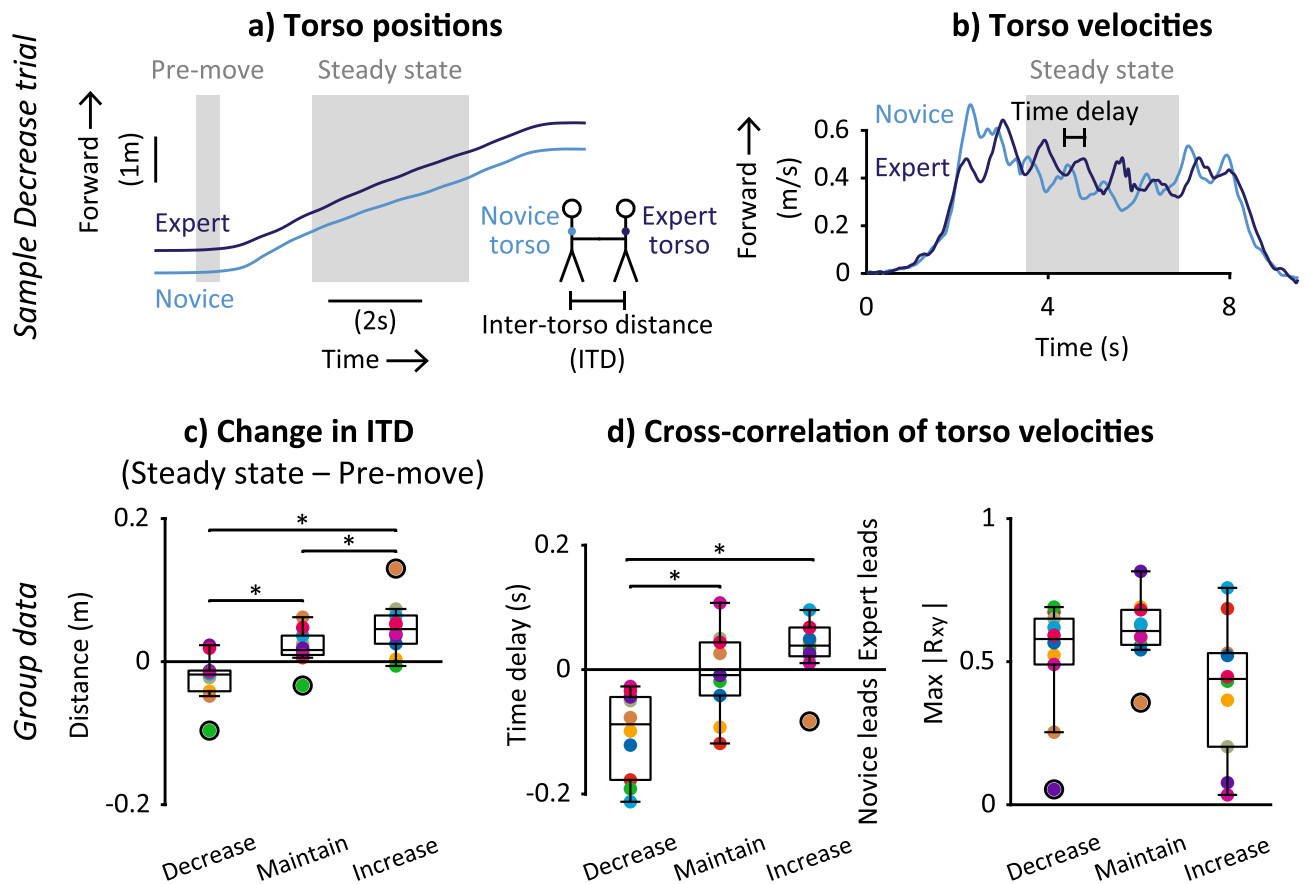 Sample Decrease trial
a) Torso positions
Pre-move
Steady state
Forward
(1m)
Expert
Novice
(2s)
Time
Novice
torso
Expert
torso
Inter-torso distance
(ITD)
b) Torso velocities
Steady state
Novice
Time delay
Expert
Forward
(m/s)
0.6
0.4
0.2
0
0
4
8
Time (s)
Group data
c) Change in ITD
(Steady state – Pre-move)
Distance (m)
0.2
0
-0.2
*
*
*
Decrease
Maintain
Increase
d) Cross-correlation of torso velocities
Time delay (s)
0.2
0
-0.2
*
*
Novice leads
Expert leads
Decrease
Maintain
Increase
Max |Rxy|
1
0.5
0
Decrease
Maintain
Increase